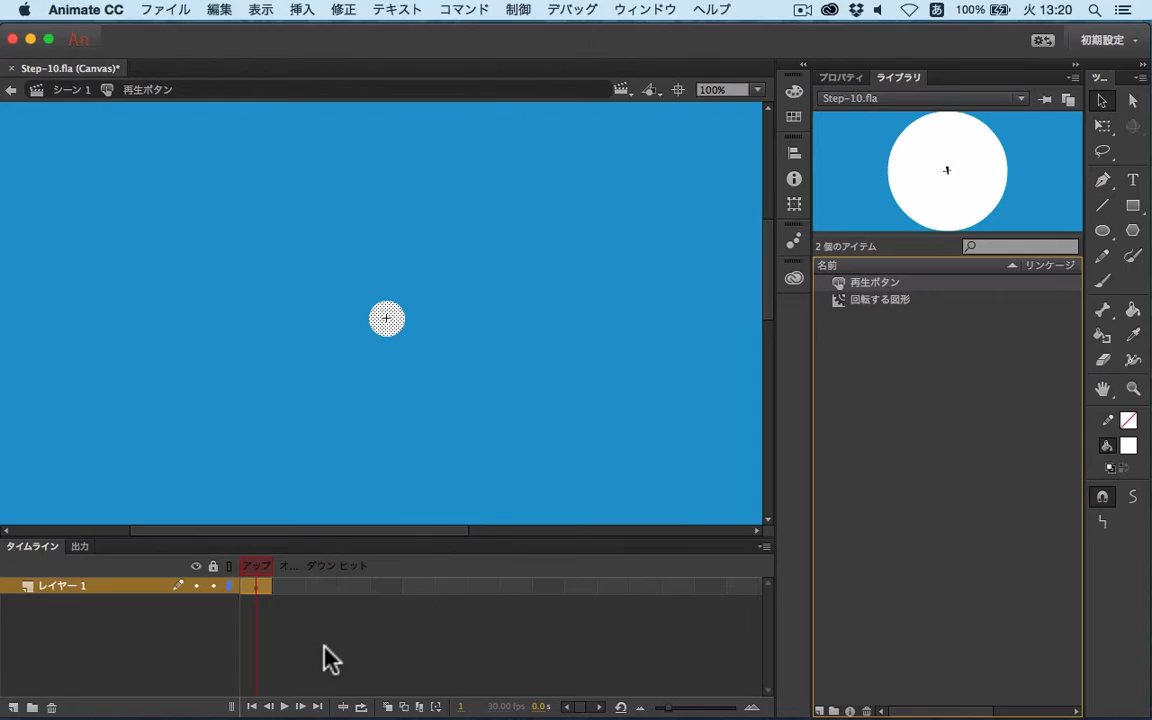 Animate CC ファイル 編集 表示 挿入 修正 テキスト コマンド 制御 デバッグ ウィンドウ ヘルプ あ 100% 火 13:20
An 初期設定
× Step-10.fla (Canvas)*
シーン 1 再生ボタン 100%
プロパティ ライブラリ ツ...
Step-10.fla
2 個のアイテム
名前 リンケージ
再生ボタン
回転する図形
タイムライン 出力
アップ オ... ダウン ヒット
レイヤー 1
1 30.00 fps 0.0 s